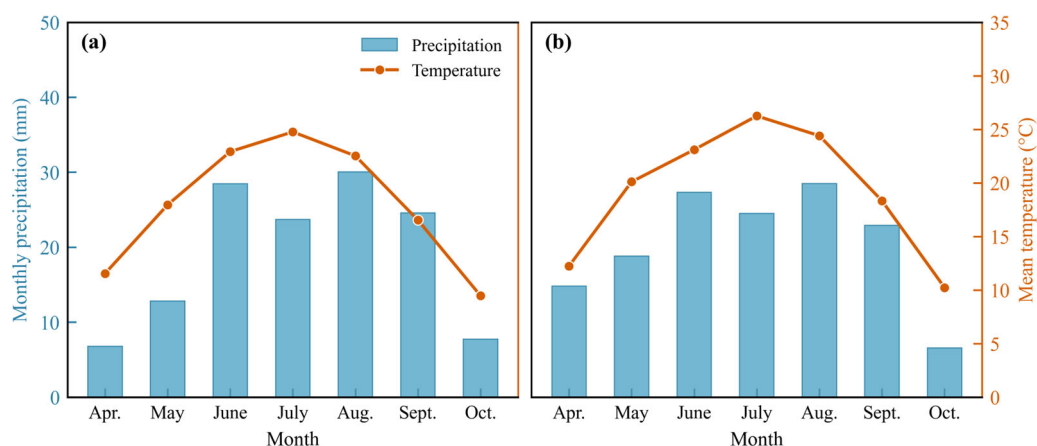 (a)
Precipitation
Temperature
Monthly precipitation (mm)
50
40
30
20
10
0
Apr. May June July Aug. Sept. Oct.
Month
(b)
35
30
25
20
15
10
5
0
Mean temperature (°C)
Apr. May June July Aug. Sept. Oct.
Month